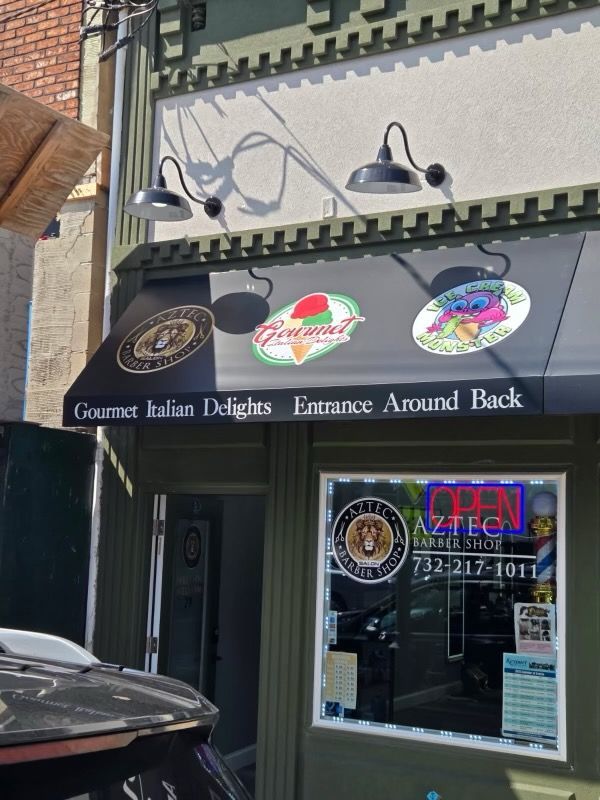 AZTEC
SALON
BARBER SHOP
Gourmet
Italian Delights
ICE CREAM
MONSTER
Gourmet Italian Delights Entrance Around Back
OPEN
AZTEC
SALON
BARBER SHOP
AZTEC
BARBER SHOP
732-217-1011